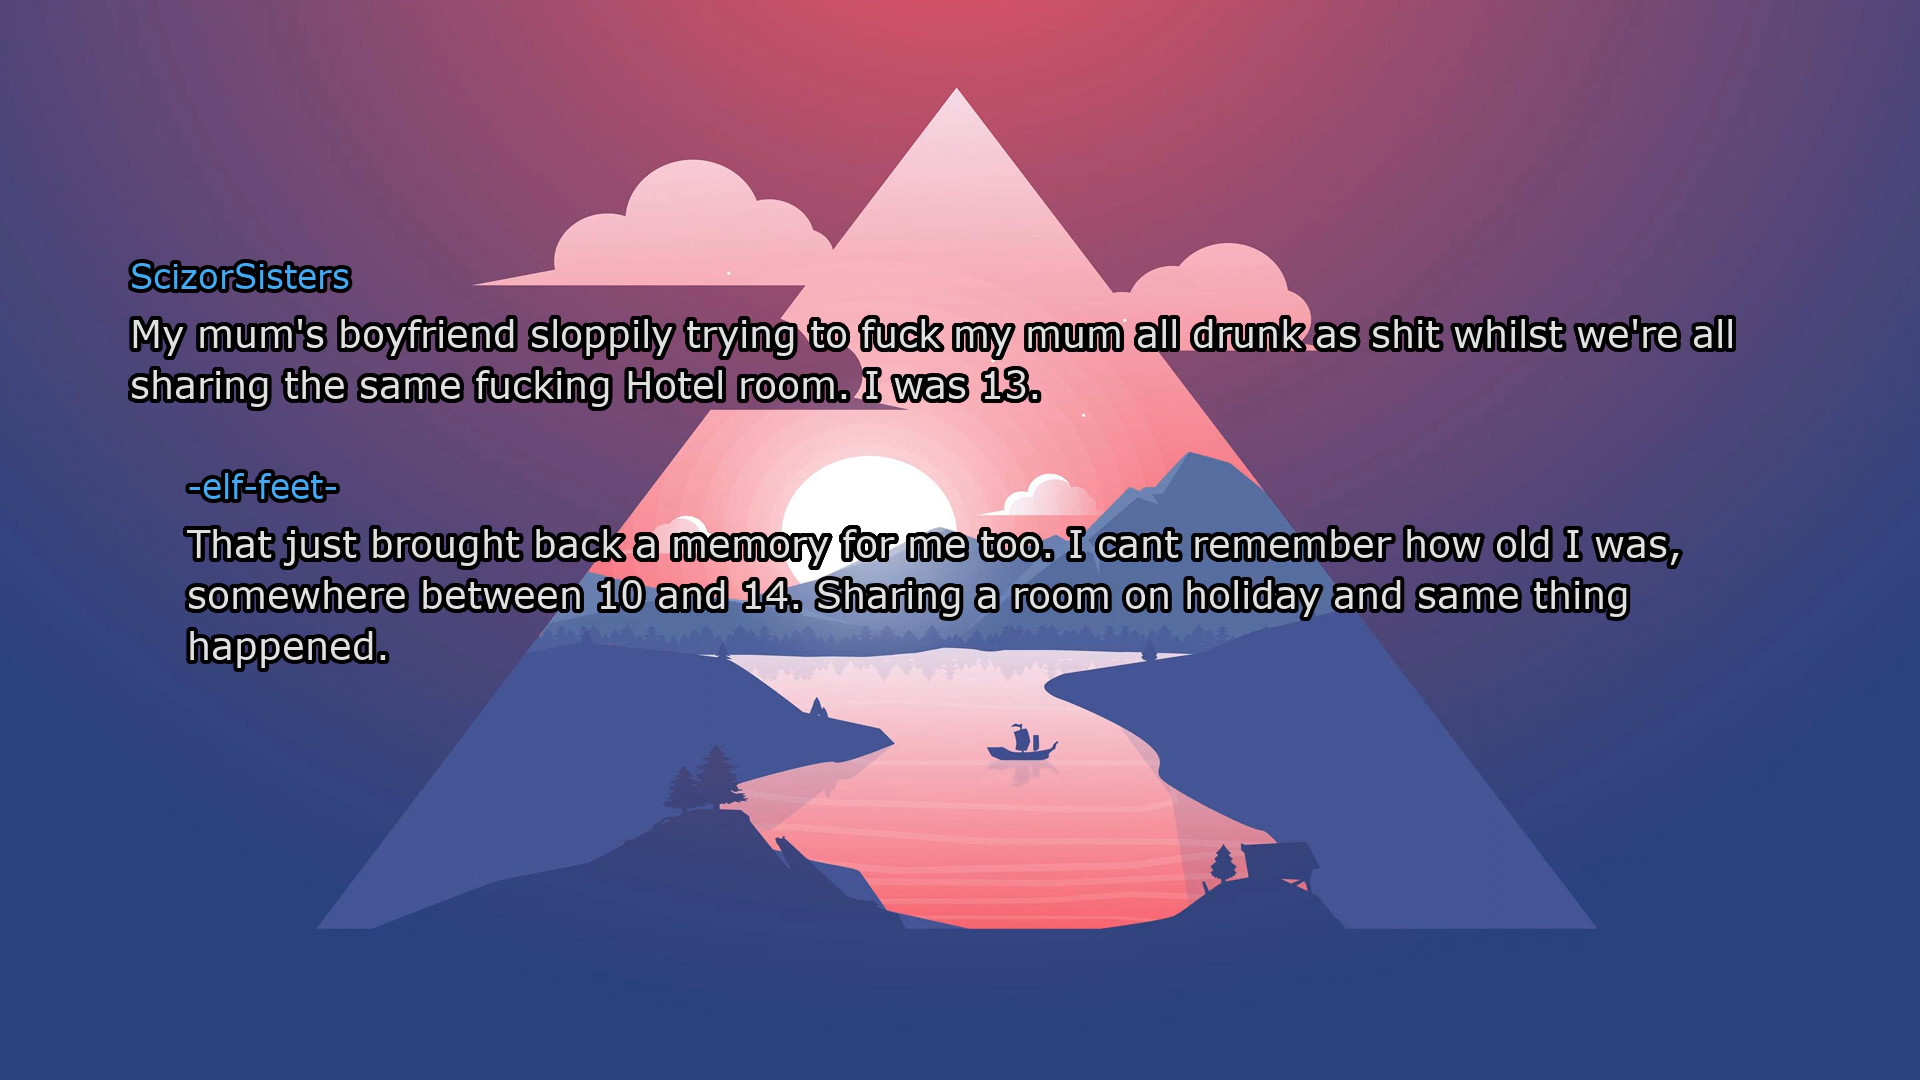 ScizorSisters
My mum's boyfriend sloppily trying to fuck my mum all drunk as shit whilst we're all
sharing the same fucking Hotel room. I was 13.
-elf-feet-
That just brought back a memory for me too. I cant remember how old I was,
somewhere between 10 and 14. Sharing a room on holiday and same thing
happened.